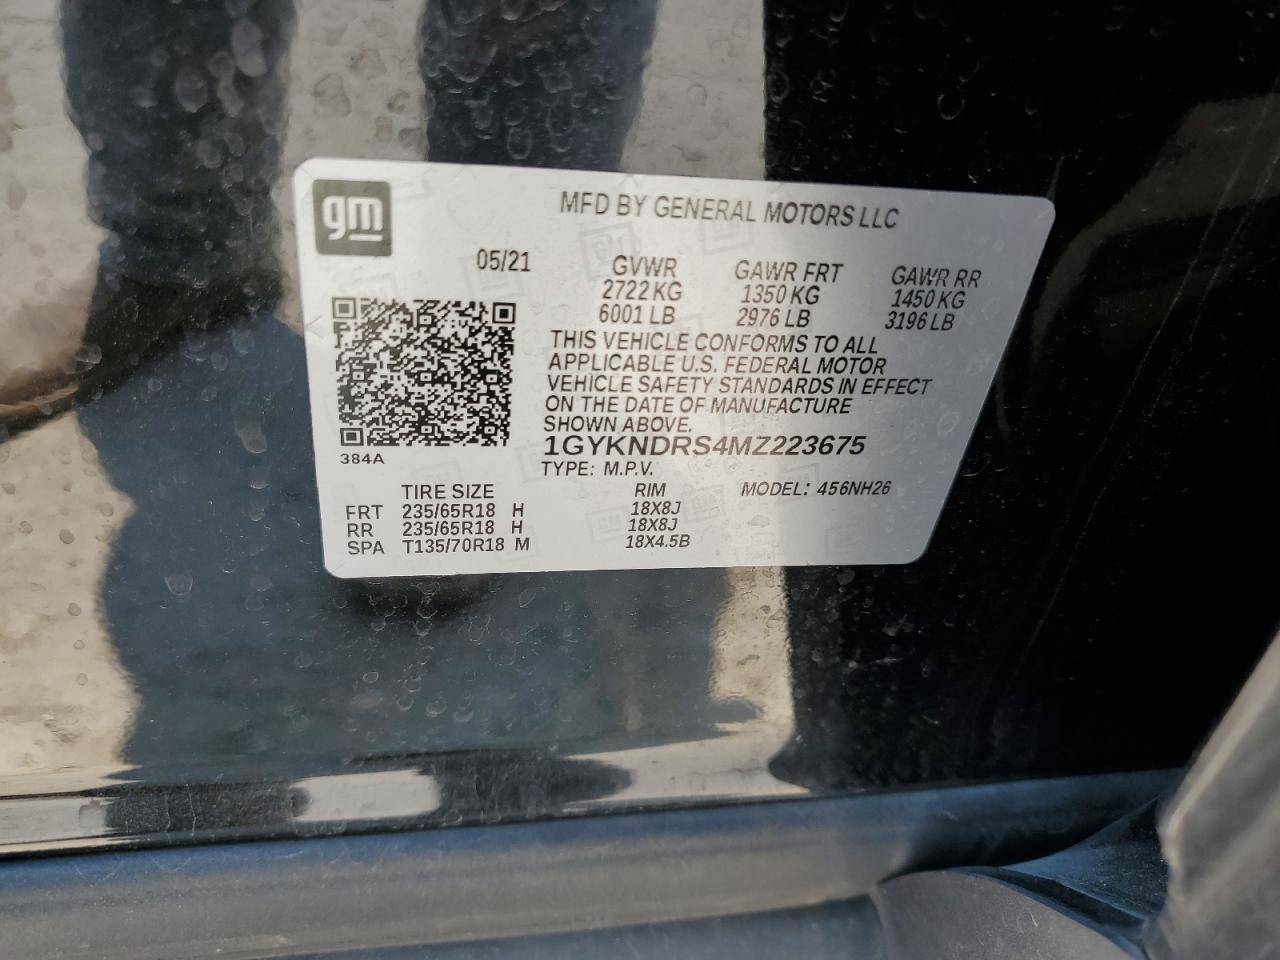 gm
MFD BY GENERAL MOTORS LLC
05/21 GVWR GAWR FRT GAWR RR
2722 KG 1350 KG 1450 KG
6001 LB 2976 LB 3196 LB
THIS VEHICLE CONFORMS TO ALL
APPLICABLE U.S. FEDERAL MOTOR
VEHICLE SAFETY STANDARDS IN EFFECT
ON THE DATE OF MANUFACTURE
SHOWN ABOVE.
1GYKNDRS4MZ223675
384A
TYPE: M.P.V.
TIRE SIZE RIM MODEL: 456NH26
FRT 235/65R18 H 18X8J
RR 235/65R18 H 18X8J
SPA T135/70R18 M 18X4.5B